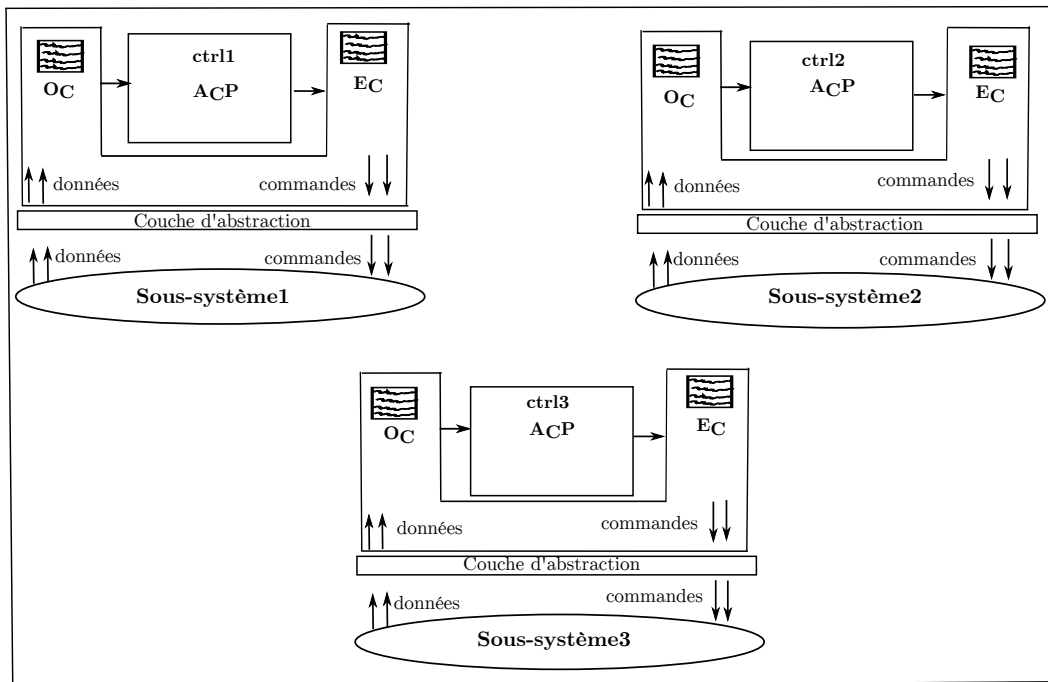 ctrl1
OC
ACP
EC
données
commandes
Couche d'abstraction
données
commandes
Sous-système1
ctrl2
OC
ACP
EC
données
commandes
Couche d'abstraction
données
commandes
Sous-système2
ctrl3
OC
ACP
EC
données
commandes
Couche d'abstraction
données
commandes
Sous-système3